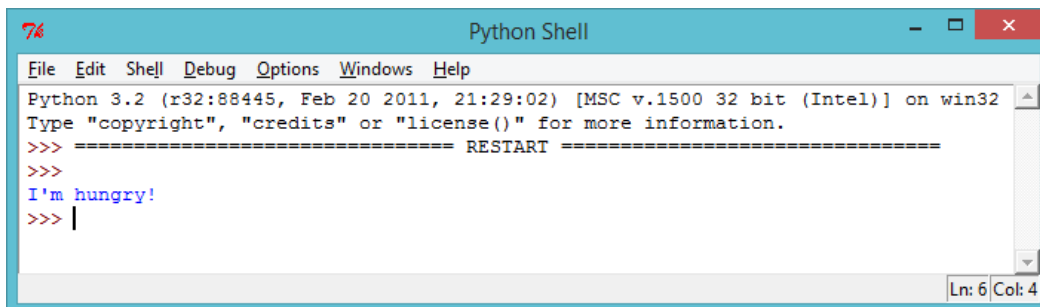 7% Python Shell
File Edit Shell Debug Options Windows Help
Python 3.2 (r32:88445, Feb 20 2011, 21:29:02) [MSC v.1500 32 bit (Intel)] on win32
Type "copyright", "credits" or "license()" for more information.
>>> ================================ RESTART ================================
>>>
I'm hungry!
>>>
Ln: 6 Col: 4